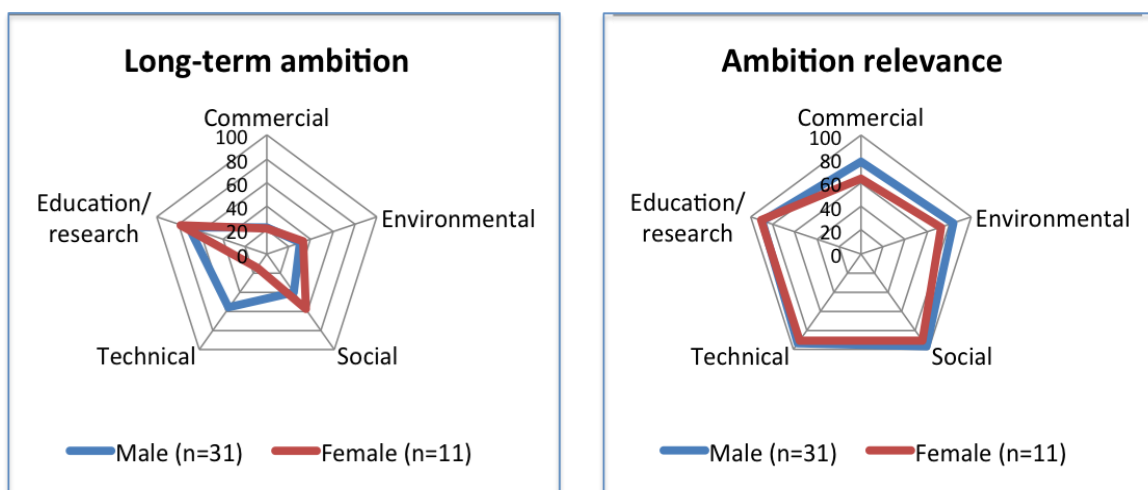 Long-term ambition
Commercial
100
80
60
40
20
0
Education/
research
Environmental
Technical
Social
Male (n=31) Female (n=11)
Ambition relevance
Commercial
100
80
60
40
20
0
Education/
research
Environmental
Technical
Social
Male (n=31) Female (n=11)